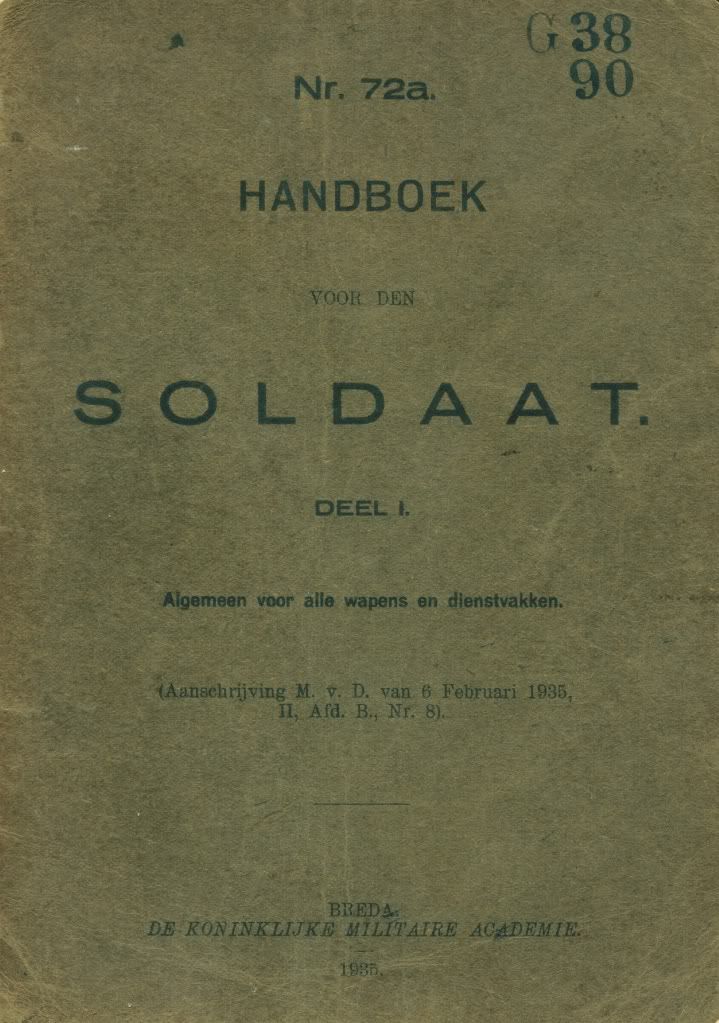 G 38
90
Nr. 72a.
HANDBOEK
VOOR DEN
SOLDAAT.
DEEL I.
Algemeen voor alle wapens en dienstvakken.
(Aanschrijving M. v. D. van 6 Februari 1935,
II, Afd. B., Nr. 8).
BREDA.
DE KONINKLIJKE MILITAIRE ACADEMIE.
1935.